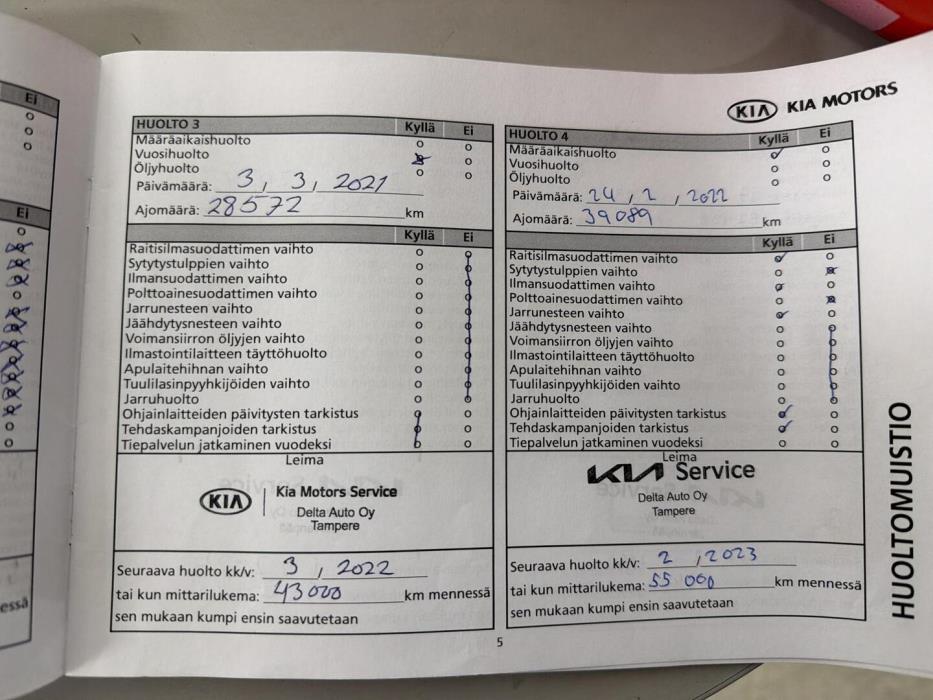 Ei
Ei
essä
KIA KIA MOTORS
HUOLTO 3 Kyllä Ei
Määräaikaishuolto
Vuosihuolto
Öljyhuolto
Päivämäärä: 3, 3, 2021
Ajomäärä: 28572 km
Kyllä Ei
Raitisilmasuodattimen vaihto
Sytytystulppien vaihto
Ilmansuodattimen vaihto
Polttoainesuodattimen vaihto
Jarrunesteen vaihto
Jäähdytysnesteen vaihto
Voimansiirron öljyjen vaihto
Ilmastointilaitteen täyttöhuolto
Apulaitehihnan vaihto
Tuulilasinpyyhkijöiden vaihto
Jarruhuolto
Ohjainlaitteiden päivitysten tarkistus
Tehdaskampanjoiden tarkistus
Tiepalvelun jatkaminen vuodeksi
Leima
KIA Kia Motors Service
Delta Auto Oy
Tampere
Seuraava huolto kk/v: 3, 2022
tai kun mittarilukema: 43000 km mennessä
sen mukaan kumpi ensin saavutetaan
HUOLTO 4 Kyllä Ei
Määräaikaishuolto
Vuosihuolto
Öljyhuolto
Päivämäärä: 24, 2, 2022
Ajomäärä: 39089 km
Kyllä Ei
Raitisilmasuodattimen vaihto
Sytytystulppien vaihto
Ilmansuodattimen vaihto
Polttoainesuodattimen vaihto
Jarrunesteen vaihto
Jäähdytysnesteen vaihto
Voimansiirron öljyjen vaihto
Ilmastointilaitteen täyttöhuolto
Apulaitehihnan vaihto
Tuulilasinpyyhkijöiden vaihto
Jarruhuolto
Ohjainlaitteiden päivitysten tarkistus
Tehdaskampanjoiden tarkistus
Tiepalvelun jatkaminen vuodeksi
Leima
KIA Service
Delta Auto Oy
Tampere
Seuraava huolto kk/v: 2, 2023
tai kun mittarilukema: 55 000 km mennessä
sen mukaan kumpi ensin saavutetaan
HUOLTOMUISTIO
5